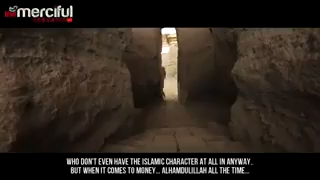 merciful
SERVANT
WHO DON'T EVEN HAVE THE ISLAMIC CHARACTER AT ALL IN ANYWAY..
BUT WHEN IT COMES TO MONEY... ALHAMDULILLAH ALL THE TIME...